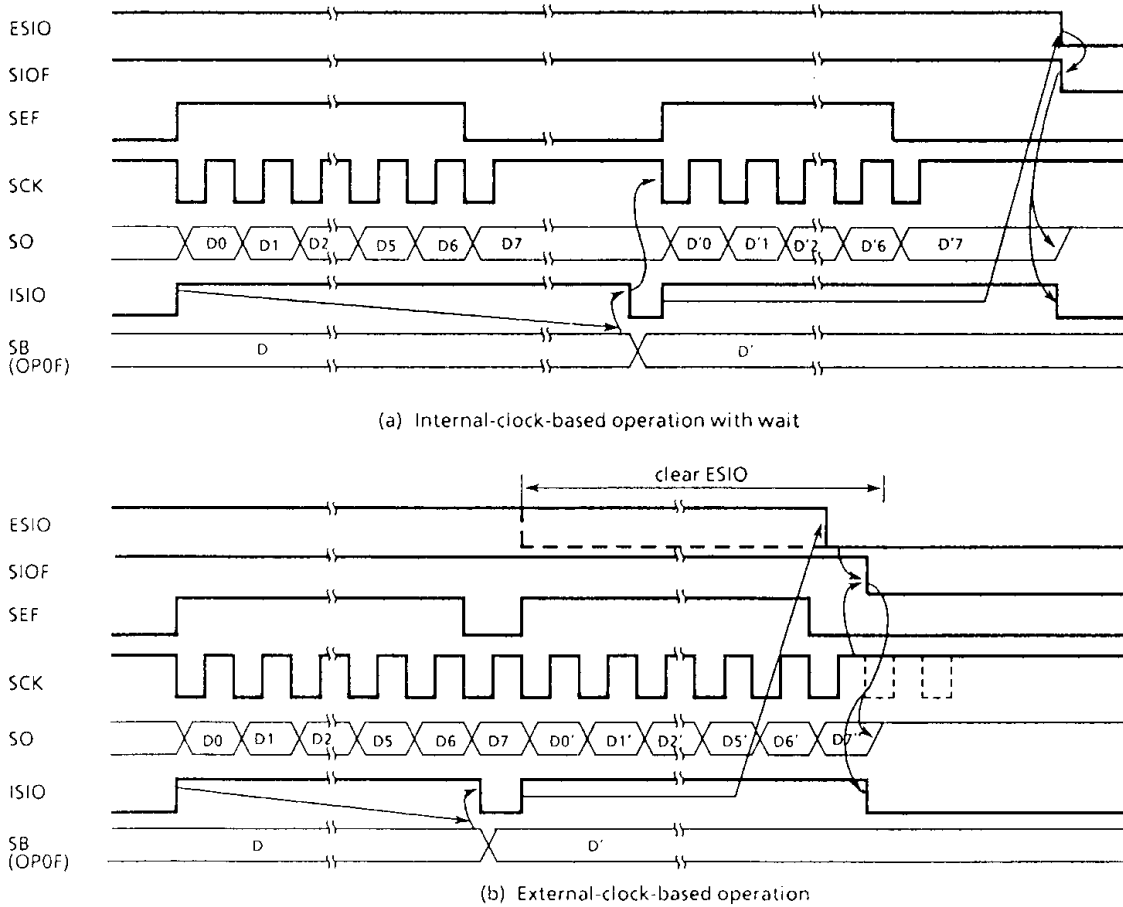 ESIO
SIOF
SEF
SCK
SO D0 D1 D2 D5 D6 D7 D'0 D'1 D'2 D'6 D'7
ISIO
SB D D'
(OP0F)
(a) Internal-clock-based operation with wait
clear ESIO
ESIO
SIOF
SEF
SCK
SO D0 D1 D2 D5 D6 D7 D0' D1' D2' D5' D6' D7'
ISIO
SB D D'
(OP0F)
(b) External-clock-based operation